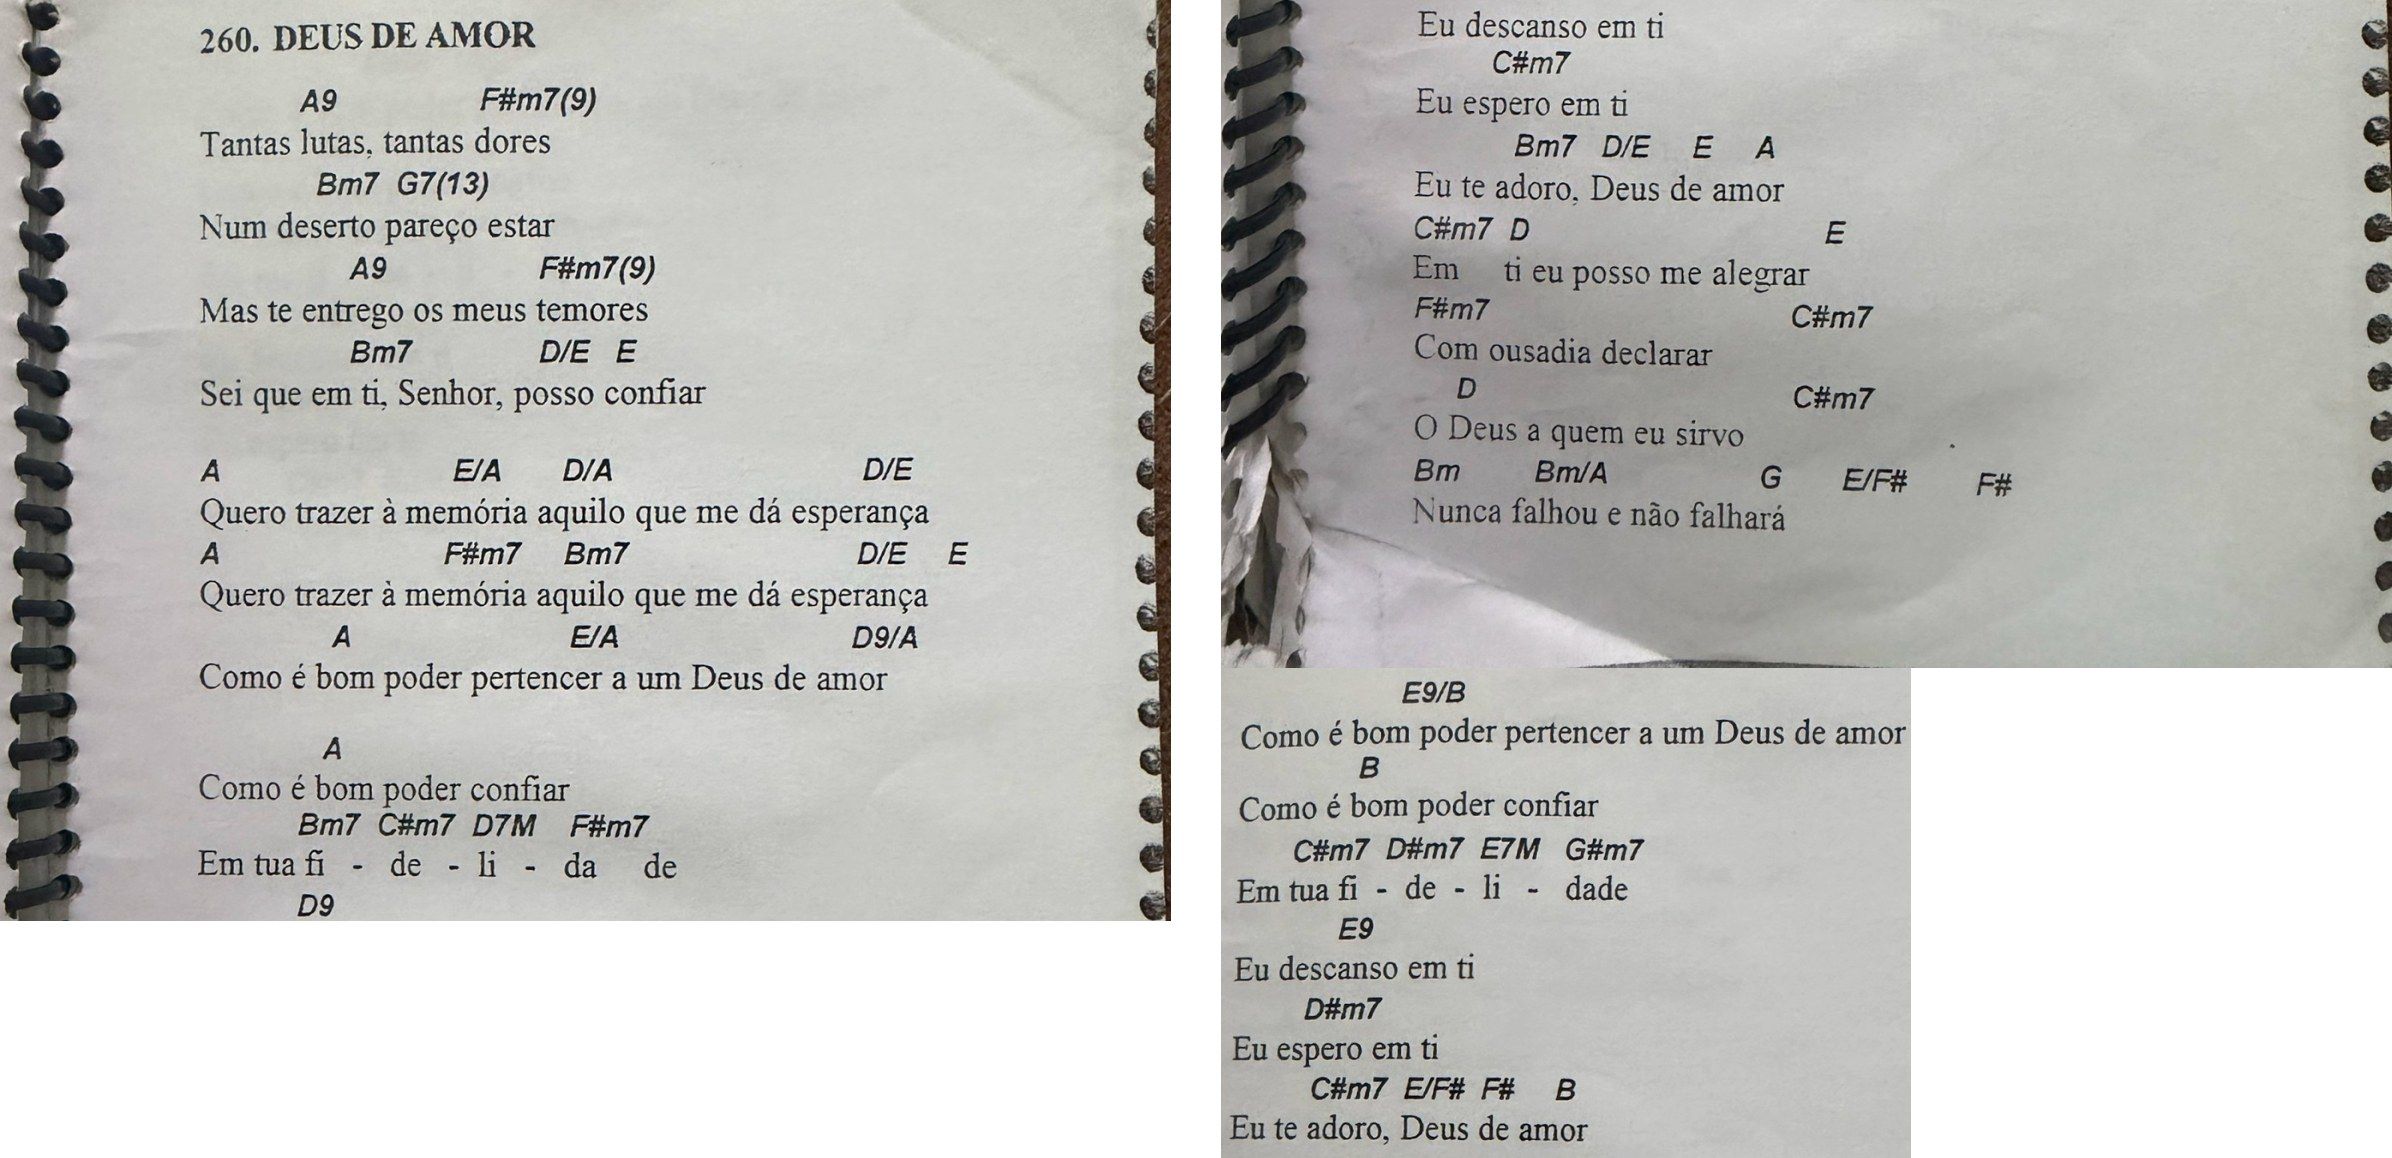 260. DEUS DE AMOR
A9 F#m7(9)
Tantas lutas, tantas dores
Bm7 G7(13)
Num deserto pareço estar
A9 F#m7(9)
Mas te entrego os meus temores
Bm7 D/E E
Sei que em ti, Senhor, posso confiar
A E/A D/A D/E
Quero trazer à memória aquilo que me dá esperança
A F#m7 Bm7 D/E E
Quero trazer à memória aquilo que me dá esperança
A E/A D9/A
Como é bom poder pertencer a um Deus de amor
A
Como é bom poder confiar
Bm7 C#m7 D7M F#m7
Em tua fi - de - li - da de
D9
Eu descanso em ti
C#m7
Eu espero em ti
Bm7 D/E E A
Eu te adoro, Deus de amor
C#m7 D E
Em ti eu posso me alegrar
F#m7 C#m7
Com ousadia declarar
D C#m7
O Deus a quem eu sirvo
Bm Bm/A G E/F# F#
Nunca falhou e não falhará
E9/B
Como é bom poder pertencer a um Deus de amor
B
Como é bom poder confiar
C#m7 D#m7 E7M G#m7
Em tua fi - de - li - dade
E9
Eu descanso em ti
D#m7
Eu espero em ti
C#m7 E/F# F# B
Eu te adoro, Deus de amor